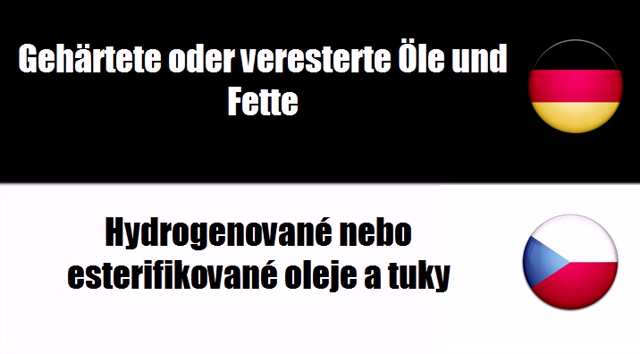 Gehärtete oder veresterte Öle und
Fette
Hydrogenované nebo
esterifikované oleje a tuky